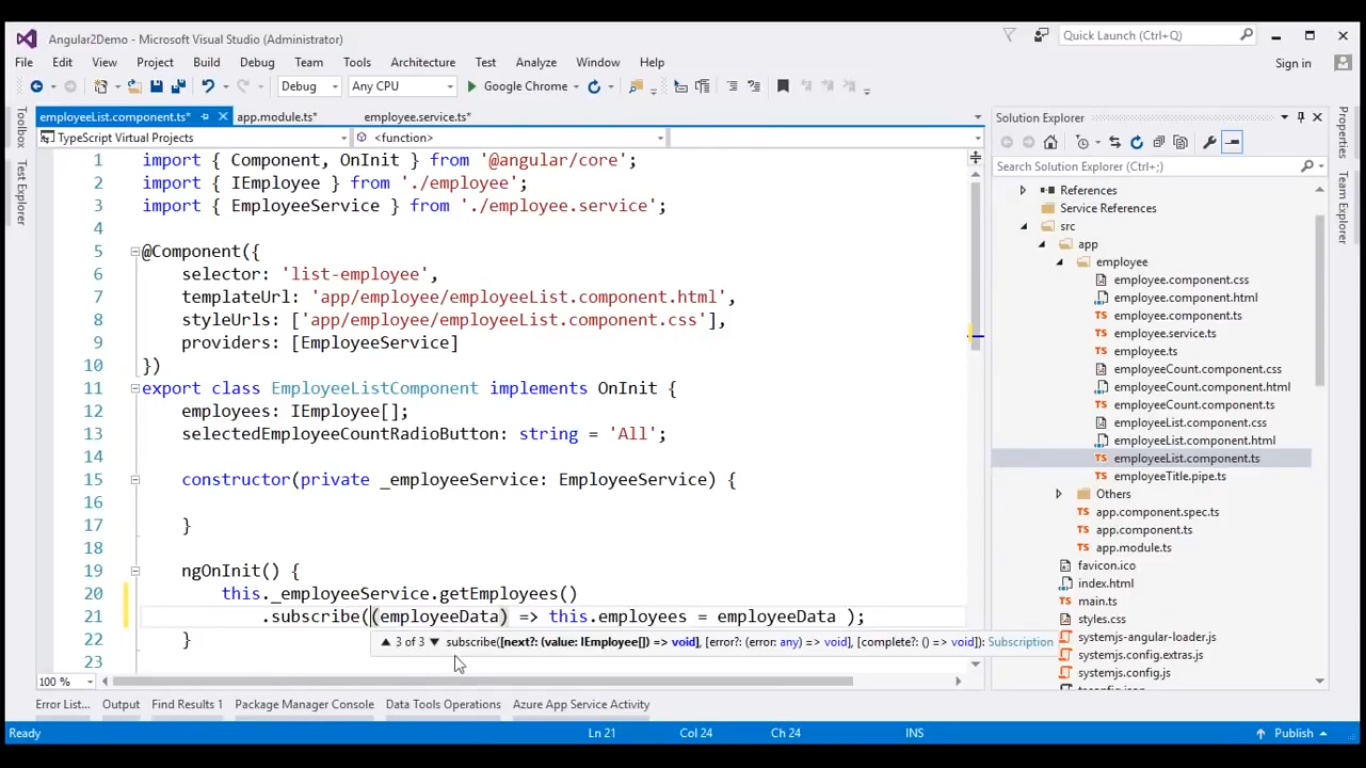 Angular2Demo - Microsoft Visual Studio (Administrator)
Quick Launch (Ctrl+Q)
File Edit View Project Build Debug Team Tools Architecture Test Analyze Window Help
Sign in
Debug Any CPU Google Chrome
employeeList.component.ts* app.module.ts* employee.service.ts*
TypeScript Virtual Projects <function>
Toolbox
Test Explorer
1 import { Component, OnInit } from '@angular/core';
2 import { IEmployee } from './employee';
3 import { EmployeeService } from './employee.service';
4
5 @Component({
6 selector: 'list-employee',
7 templateUrl: 'app/employee/employeeList.component.html',
8 styleUrls: ['app/employee/employeeList.component.css'],
9 providers: [EmployeeService]
10 })
11 export class EmployeeListComponent implements OnInit {
12 employees: IEmployee[];
13 selectedEmployeeCountRadioButton: string = 'All';
14
15 constructor(private _employeeService: EmployeeService) {
16
17 }
18
19 ngOnInit() {
20 this._employeeService.getEmployees()
21 .subscribe((employeeData) => this.employees = employeeData );
22 }
3 of 3 subscribe([next?: (value: IEmployee[]) => void], [error?: (error: any) => void], [complete?: () => void]): Subscription
23
100 %
Solution Explorer
Search Solution Explorer (Ctrl+;)
References
Service References
src
app
employee
employee.component.css
employee.component.html
employee.component.ts
employee.service.ts
employee.ts
employeeCount.component.css
employeeCount.component.html
employeeCount.component.ts
employeeList.component.css
employeeList.component.html
employeeList.component.ts
employeeTitle.pipe.ts
Others
app.component.spec.ts
app.component.ts
app.module.ts
favicon.ico
index.html
main.ts
styles.css
systemjs-angular-loader.js
systemjs.config.extras.js
systemjs.config.js
Properties
Team Explorer
Error List... Output Find Results 1 Package Manager Console Data Tools Operations Azure App Service Activity
Ready Ln 21 Col 24 Ch 24 INS Publish